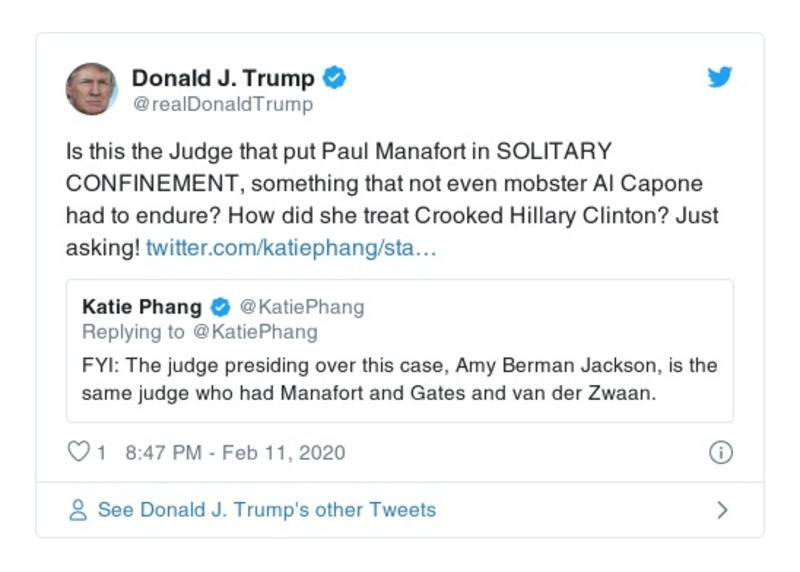 Donald J. Trump
@realDonaldTrump
Is this the Judge that put Paul Manafort in SOLITARY
CONFINEMENT, something that not even mobster Al Capone
had to endure? How did she treat Crooked Hillary Clinton? Just
asking! twitter.com/katiephang/sta…
Katie Phang @KatiePhang
Replying to @KatiePhang
FYI: The judge presiding over this case, Amy Berman Jackson, is the
same judge who had Manafort and Gates and van der Zwaan.
1 8:47 PM - Feb 11, 2020
See Donald J. Trump's other Tweets